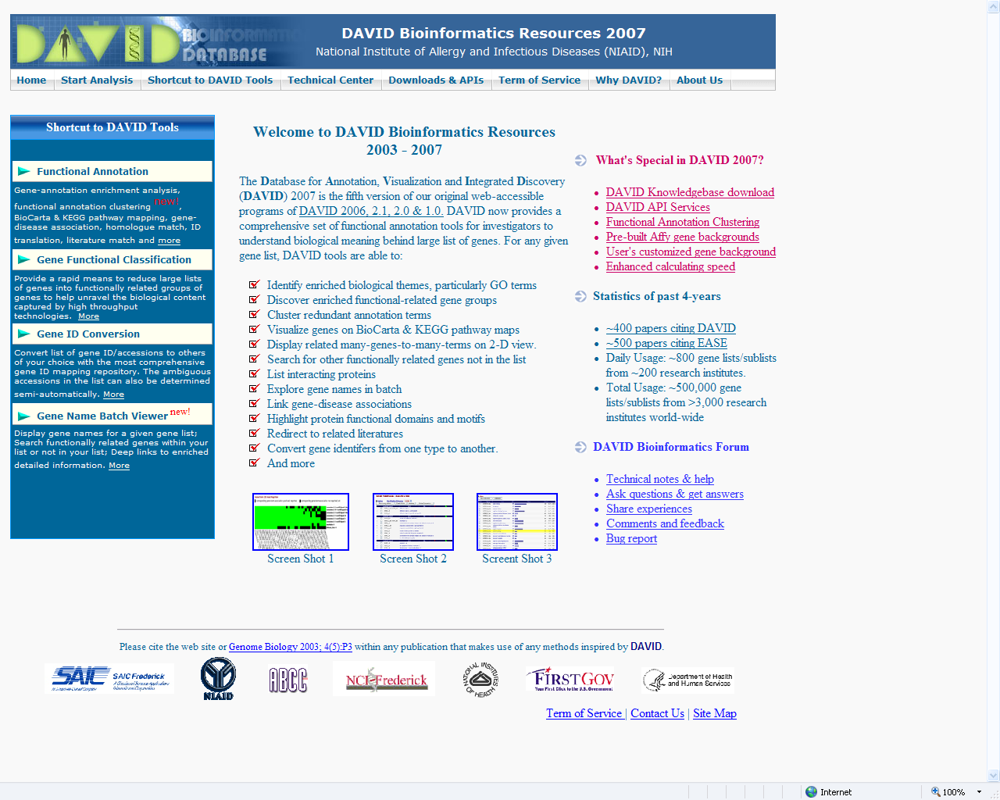 DAVID BIOINFORMATICS DATABASE
DAVID Bioinformatics Resources 2007
National Institute of Allergy and Infectious Diseases (NIAID), NIH
Home Start Analysis Shortcut to DAVID Tools Technical Center Downloads & APIs Term of Service Why DAVID? About Us
Shortcut to DAVID Tools
Functional Annotation
Gene-annotation enrichment analysis,
functional annotation clustering new!,
BioCarta & KEGG pathway mapping, gene-
disease association, homologue match, ID
translation, literature match and more
Gene Functional Classification
Provide a rapid means to reduce large lists
of genes into functionally related groups of
genes to help unravel the biological content
captured by high throughput
technologies. More
Gene ID Conversion
Convert list of gene ID/accessions to others
of your choice with the most comprehensive
gene ID mapping repository. The ambiguous
accessions in the list can also be determined
semi-automatically. More
Gene Name Batch Viewer new!
Display gene names for a given gene list;
Search functionally related genes within your
list or not in your list; Deep links to enriched
detailed information. More
Welcome to DAVID Bioinformatics Resources
2003 - 2007
The Database for Annotation, Visualization and Integrated Discovery
(DAVID) 2007 is the fifth version of our original web-accessible
programs of DAVID 2006, 2.1, 2.0 & 1.0. DAVID now provides a
comprehensive set of functional annotation tools for investigators to
understand biological meaning behind large list of genes. For any given
gene list, DAVID tools are able to:
Identify enriched biological themes, particularly GO terms
Discover enriched functional-related gene groups
Cluster redundant annotation terms
Visualize genes on BioCarta & KEGG pathway maps
Display related many-genes-to-many-terms on 2-D view.
Search for other functionally related genes not in the list
List interacting proteins
Explore gene names in batch
Link gene-disease associations
Highlight protein functional domains and motifs
Redirect to related literatures
Convert gene identifers from one type to another.
And more
Screen Shot 1 Screen Shot 2 Screent Shot 3
What's Special in DAVID 2007?
DAVID Knowledgebase download
DAVID API Services
Functional Annotation Clustering
Pre-built Affy gene backgrounds
User's customized gene background
Enhanced calculating speed
Statistics of past 4-years
~400 papers citing DAVID
~500 papers citing EASE
Daily Usage: ~800 gene lists/sublists
from ~200 research institutes.
Total Usage: ~500,000 gene
lists/sublists from >3,000 research
institutes world-wide
DAVID Bioinformatics Forum
Technical notes & help
Ask questions & get answers
Share experiences
Comments and feedback
Bug report
Please cite the web site or Genome Biology 2003; 4(5):P3 within any publication that makes use of any methods inspired by DAVID.
SAIC SAIC Frederick
NIAID
ABCC
NCI-Frederick
NATIONAL INSTITUTES OF HEALTH
FIRSTGOV
Your First Click to the U.S. Government
Department of Health
and Human Services
Term of Service | Contact Us | Site Map
Internet 100%